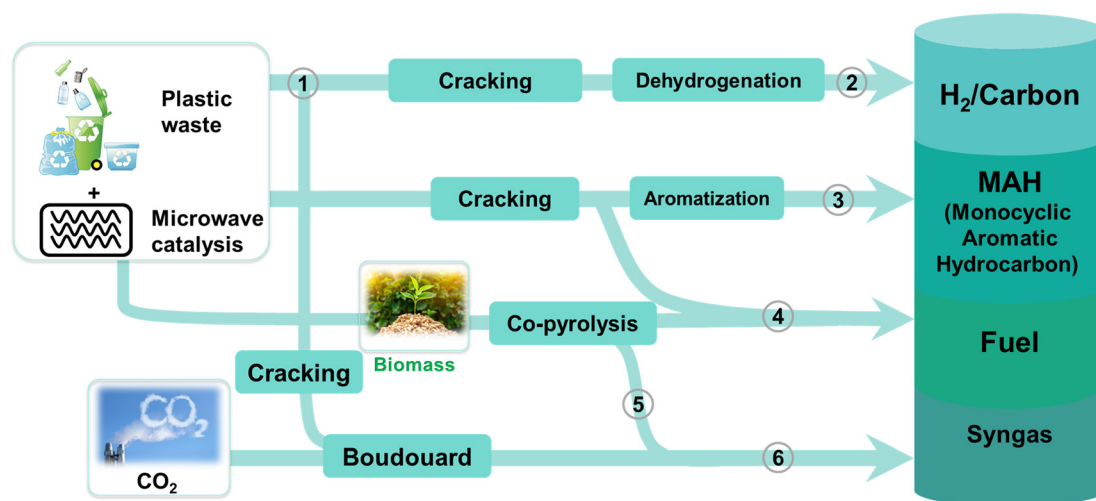 Plastic
waste
+
Microwave
catalysis
1
Cracking
Dehydrogenation
2
H₂/Carbon
Cracking
Aromatization
3
MAH
(Monocyclic
Aromatic
Hydrocarbon)
Biomass
Co-pyrolysis
4
Fuel
Cracking
5
CO₂
CO₂
Boudouard
6
Syngas